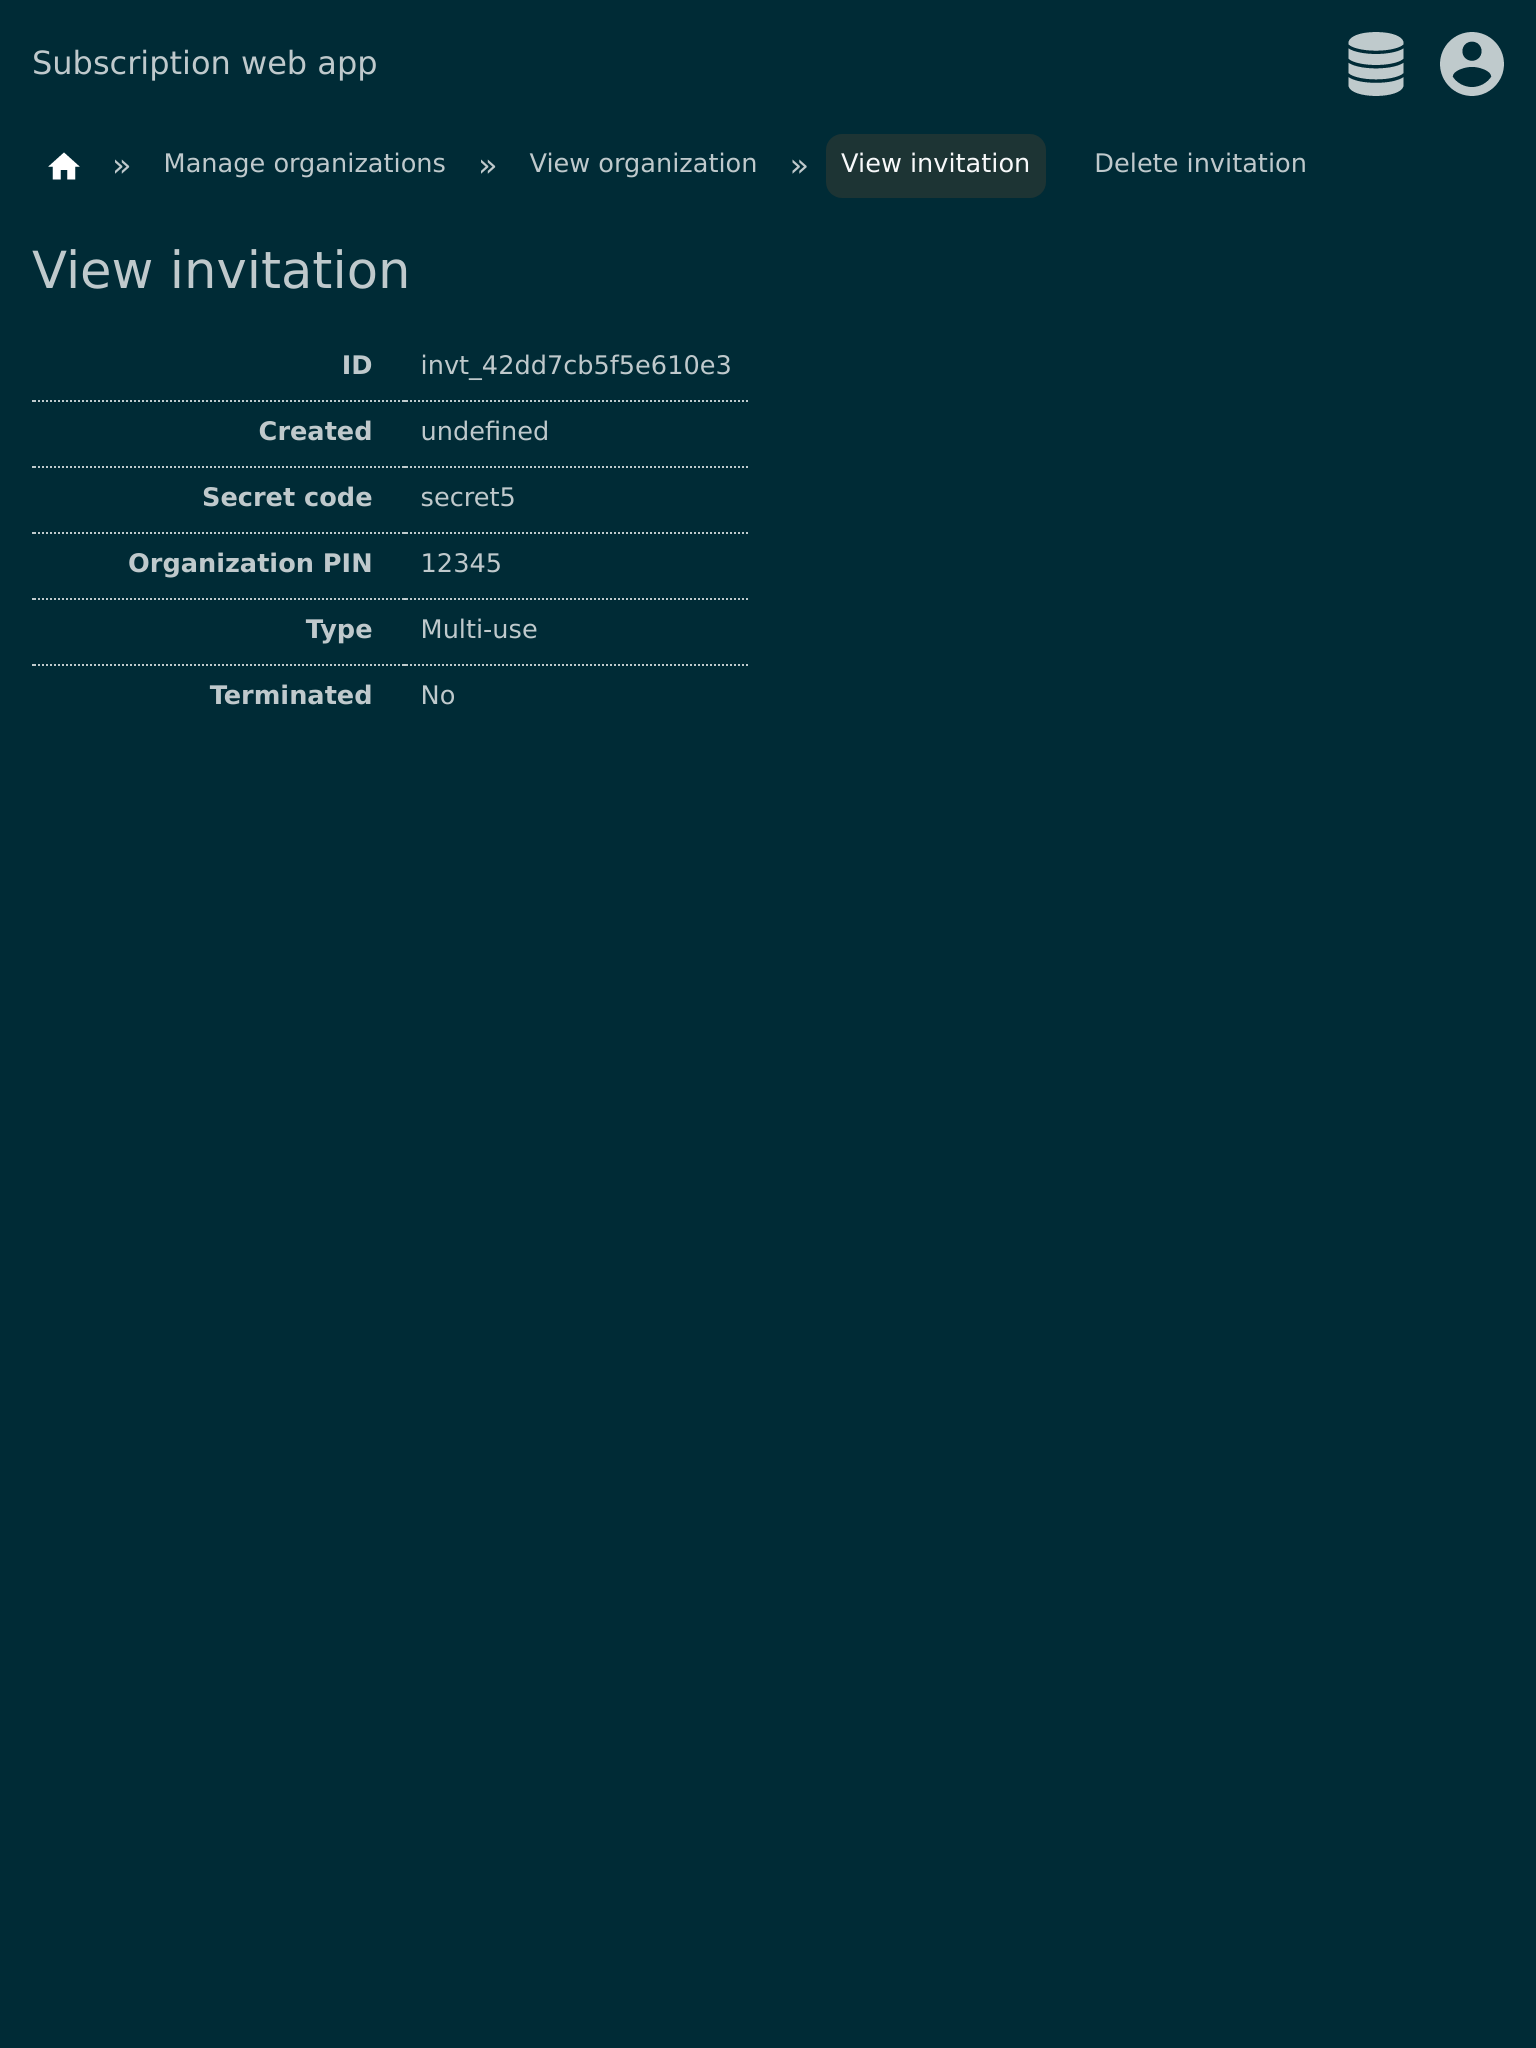 Subscription web app
» Manage organizations » View organization » View invitation Delete invitation
View invitation
ID invt_42dd7cb5f5e610e3
Created undefined
Secret code secret5
Organization PIN 12345
Type Multi-use
Terminated No